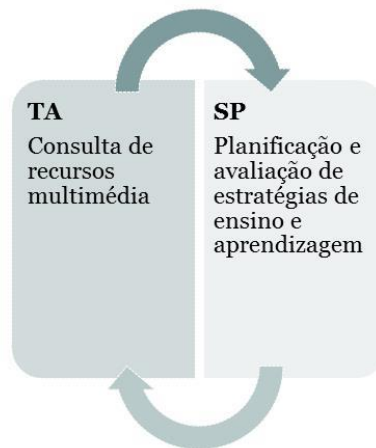 TA
Consulta de
recursos
multimédia
SP
Planificação e
avaliação de
estratégias de
ensino e
aprendizagem